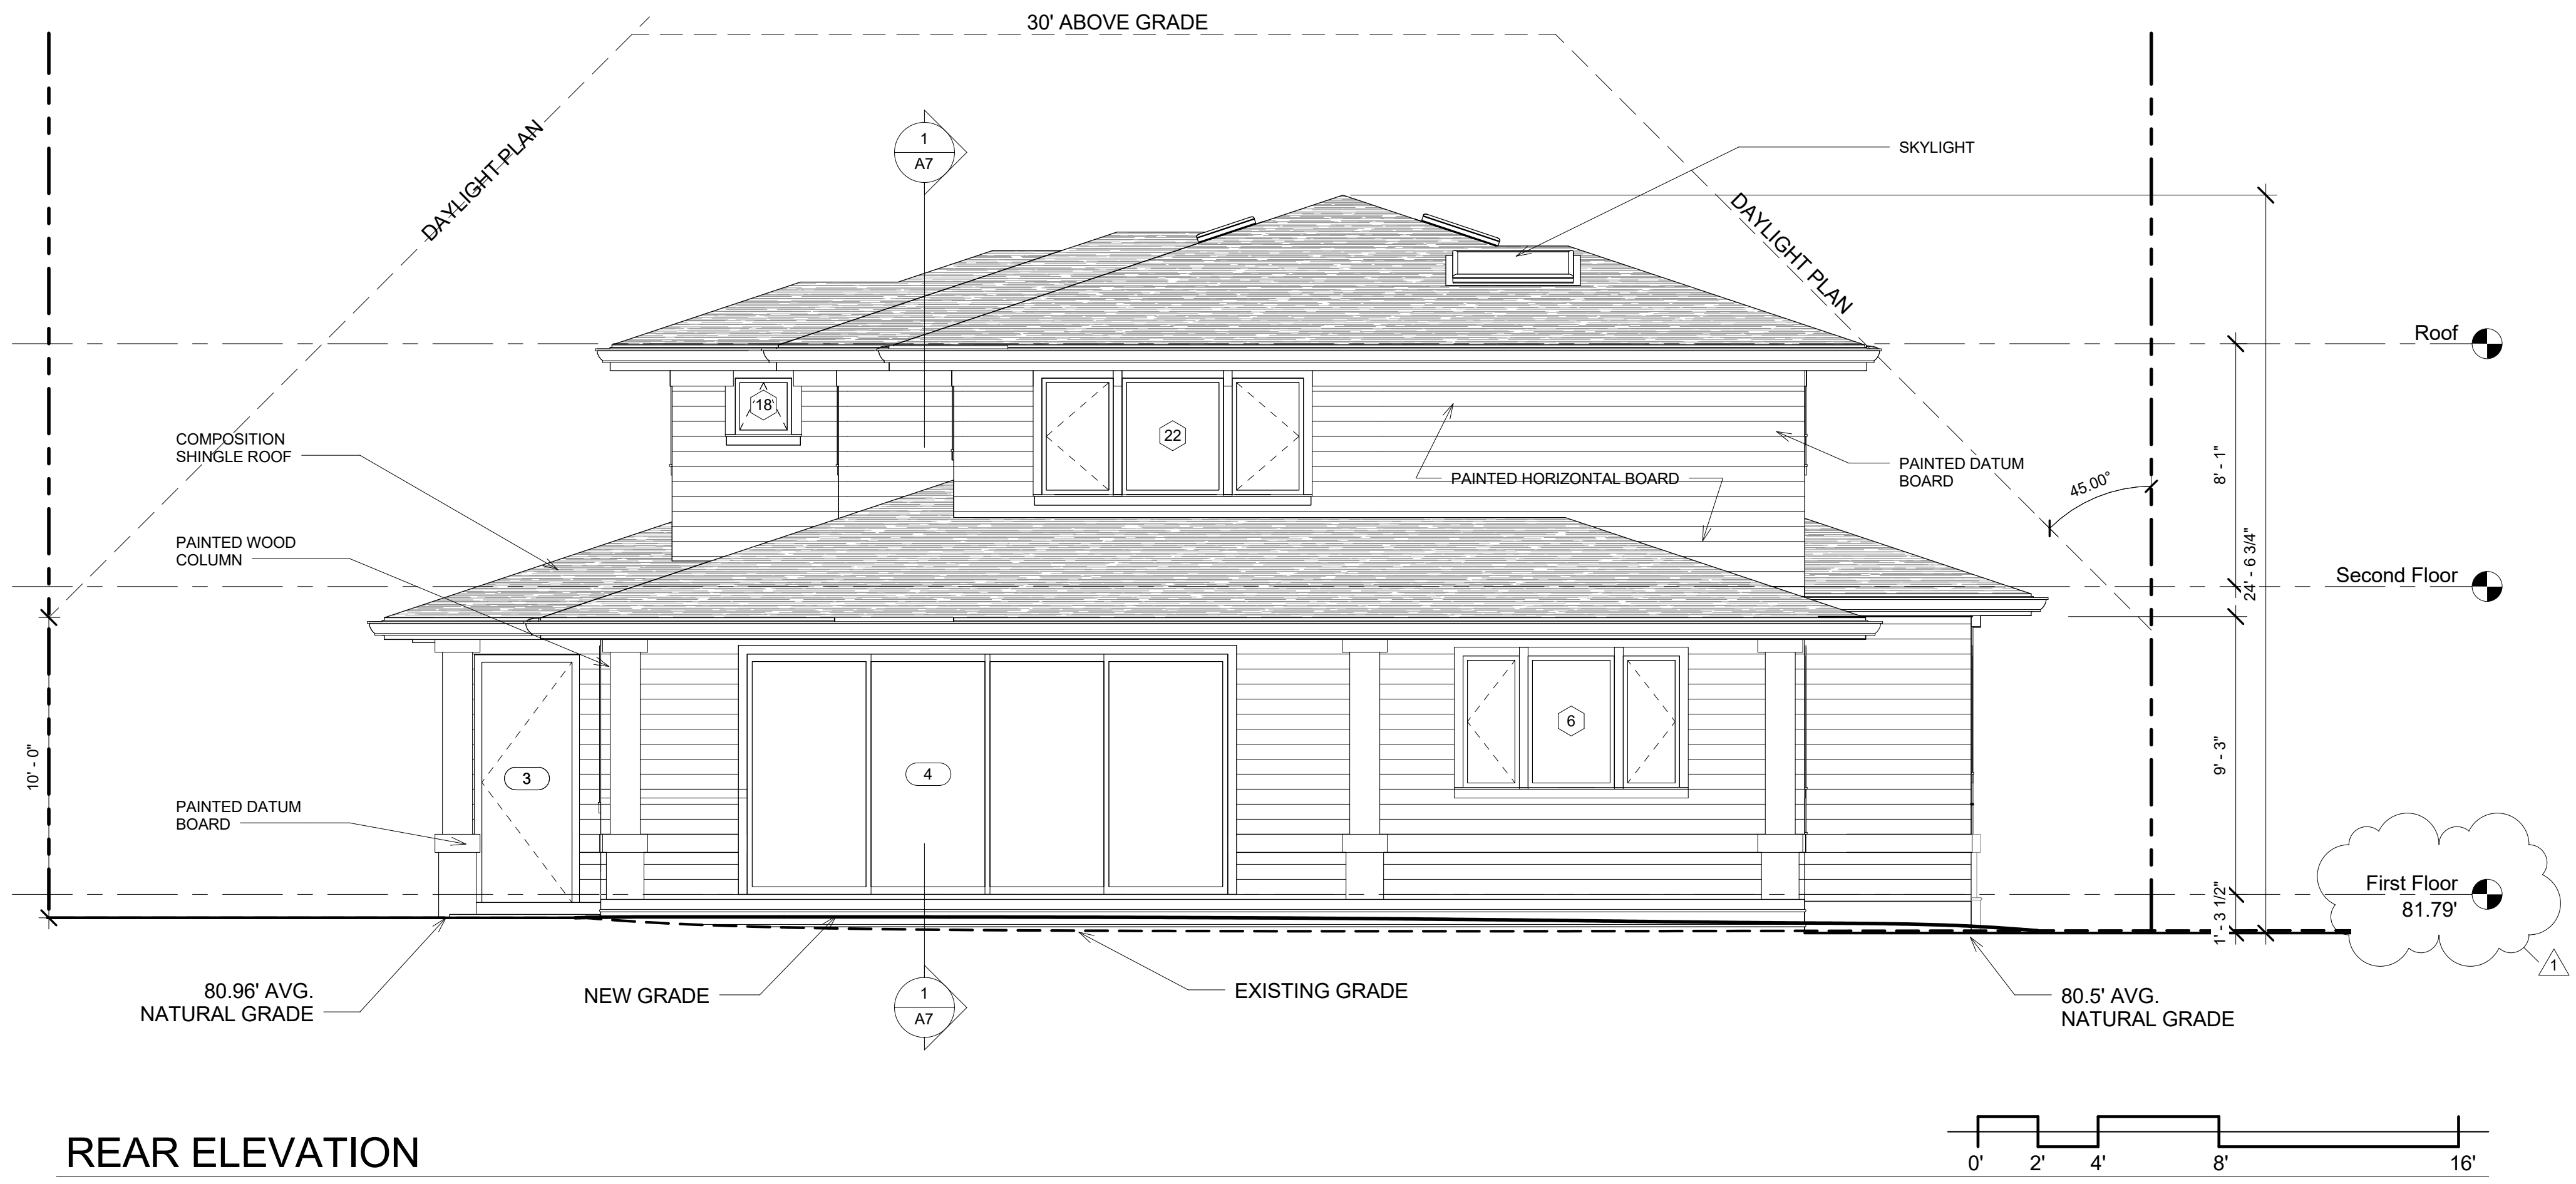 30' ABOVE GRADE
DAYLIGHT PLAN
1
A7
SKYLIGHT
DAYLIGHT PLAN
Roof
18
22
COMPOSITION
SHINGLE ROOF
PAINTED HORIZONTAL BOARD
PAINTED DATUM
BOARD
45.00°
8' - 1"
24' - 6 3/4"
PAINTED WOOD
COLUMN
Second Floor
10' - 0"
3
4
6
9' - 3"
PAINTED DATUM
BOARD
First Floor
81.79'
1' - 3 1/2"
1
80.96' AVG.
NATURAL GRADE
NEW GRADE
1
A7
EXISTING GRADE
80.5' AVG.
NATURAL GRADE
REAR ELEVATION
0' 2' 4' 8' 16'